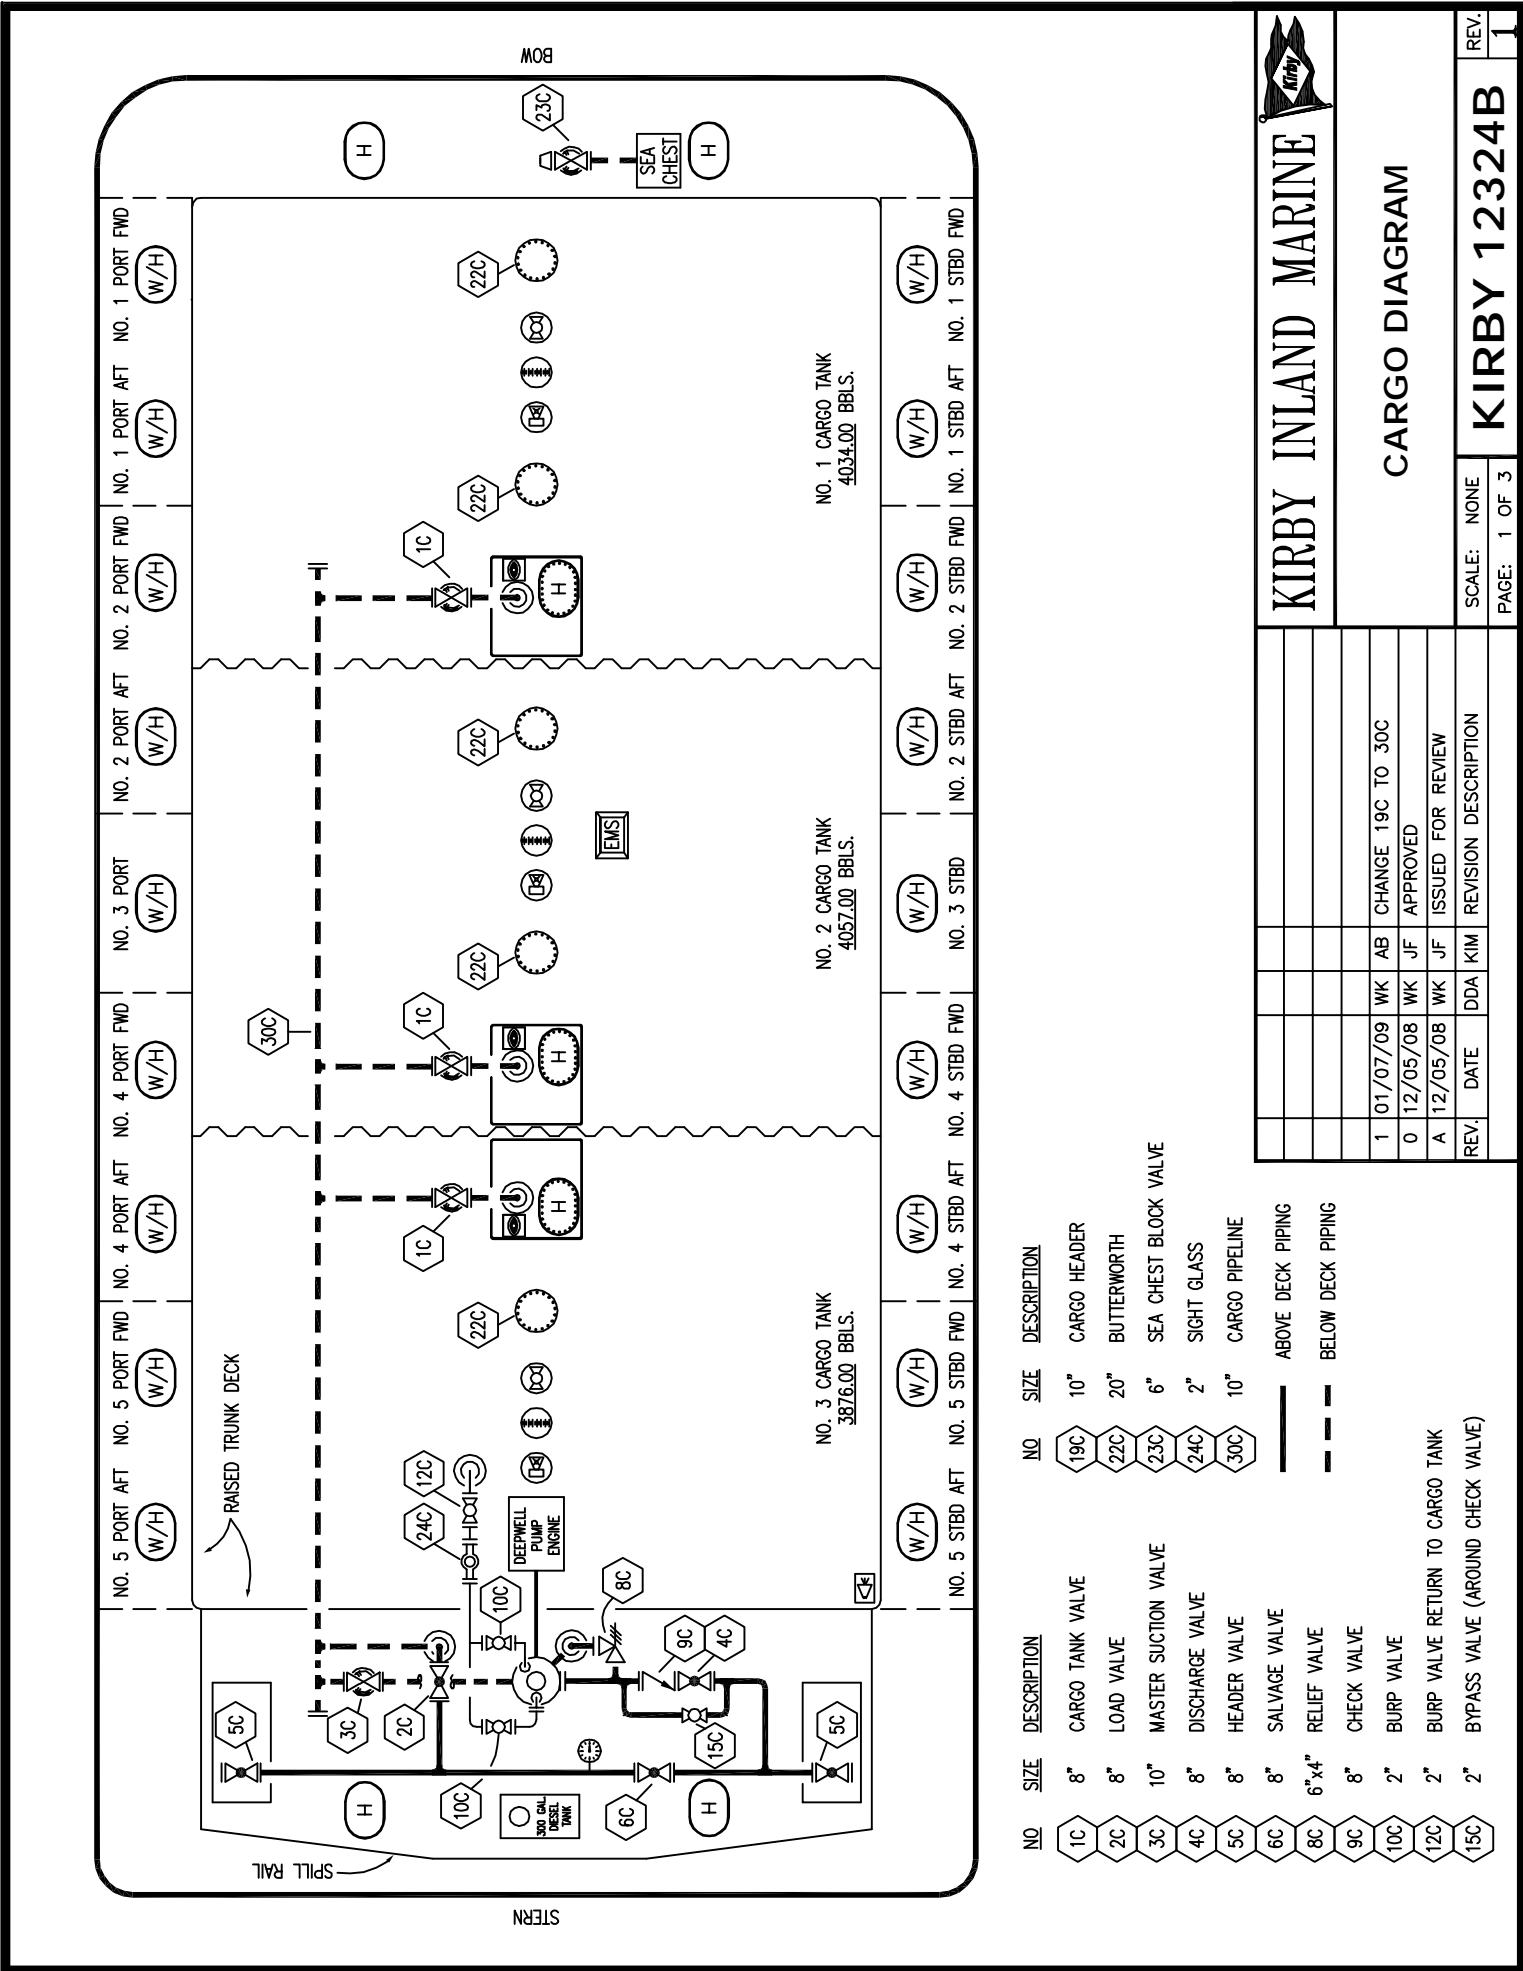 BOW
STERN
NO. 5 PORT AFT
NO. 5 PORT FWD
NO. 4 PORT AFT
NO. 4 PORT FWD
NO. 3 PORT
NO. 2 PORT AFT
NO. 2 PORT FWD
NO. 1 PORT AFT
NO. 1 PORT FWD
W/H
W/H
W/H
W/H
W/H
W/H
W/H
W/H
W/H
RAISED TRUNK DECK
SPILL RAIL
30C
5C
3C
2C
10C
10C
24C
12C
22C
1C
1C
22C
22C
1C
22C
22C
23C
H
H
H
H
H
H
H
SEA
CHEST
DEEPWELL
PUMP
ENGINE
300 GAL.
DIESEL
TANK
8C
9C
4C
15C
6C
5C
EMS
NO. 3 CARGO TANK
3876.00 BBLS.
NO. 2 CARGO TANK
4057.00 BBLS.
NO. 1 CARGO TANK
4034.00 BBLS.
W/H
W/H
W/H
W/H
W/H
W/H
W/H
W/H
W/H
NO. 5 STBD AFT
NO. 5 STBD FWD
NO. 4 STBD AFT
NO. 4 STBD FWD
NO. 3 STBD
NO. 2 STBD AFT
NO. 2 STBD FWD
NO. 1 STBD AFT
NO. 1 STBD FWD
NO SIZE DESCRIPTION
1C 8" CARGO TANK VALVE
2C 8" LOAD VALVE
3C 10" MASTER SUCTION VALVE
4C 8" DISCHARGE VALVE
5C 8" HEADER VALVE
6C 8" SALVAGE VALVE
8C 6"x4" RELIEF VALVE
9C 8" CHECK VALVE
10C 2" BURP VALVE
12C 2" BURP VALVE RETURN TO CARGO TANK
15C 2" BYPASS VALVE (AROUND CHECK VALVE)
NO SIZE DESCRIPTION
19C 10" CARGO HEADER
22C 20" BUTTERWORTH
23C 6" SEA CHEST BLOCK VALVE
24C 2" SIGHT GLASS
30C 10" CARGO PIPELINE
ABOVE DECK PIPING
BELOW DECK PIPING
1 01/07/09 WK AB CHANGE 19C TO 30C
0 12/05/08 WK JF APPROVED
A 12/05/08 WK JF ISSUED FOR REVIEW
REV. DATE DDA KIM REVISION DESCRIPTION
KIRBY INLAND MARINE
Kirby
CARGO DIAGRAM
SCALE: NONE
PAGE: 1 OF 3
KIRBY 12324B
REV.
1